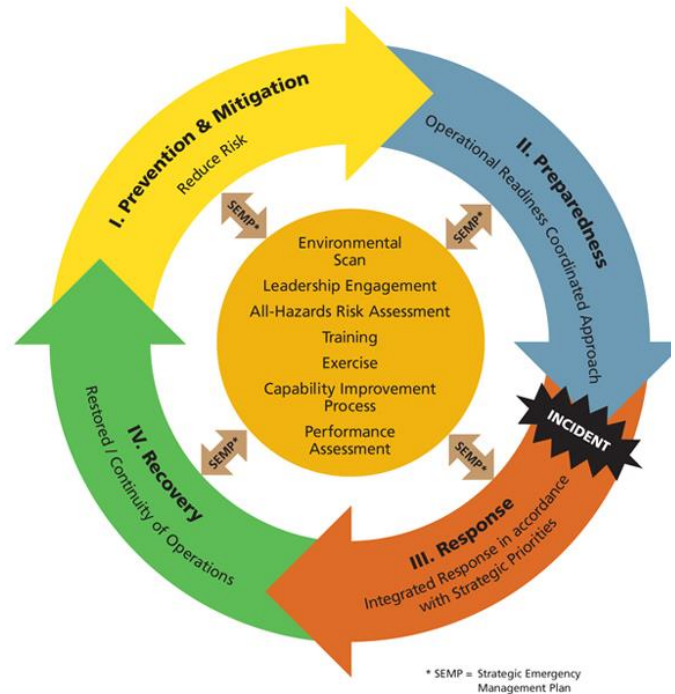 I. Prevention & Mitigation
Reduce Risk
II. Preparedness
Operational Readiness Coordinated Approach
INCIDENT
III. Response
Integrated Response in accordance
with Strategic Priorities
IV. Recovery
Restored / Continuity of Operations
SEMP*
SEMP*
SEMP*
SEMP*
Environmental
Scan
Leadership Engagement
All-Hazards Risk Assessment
Training
Exercise
Capability Improvement
Process
Performance
Assessment
* SEMP = Strategic Emergency
Management Plan